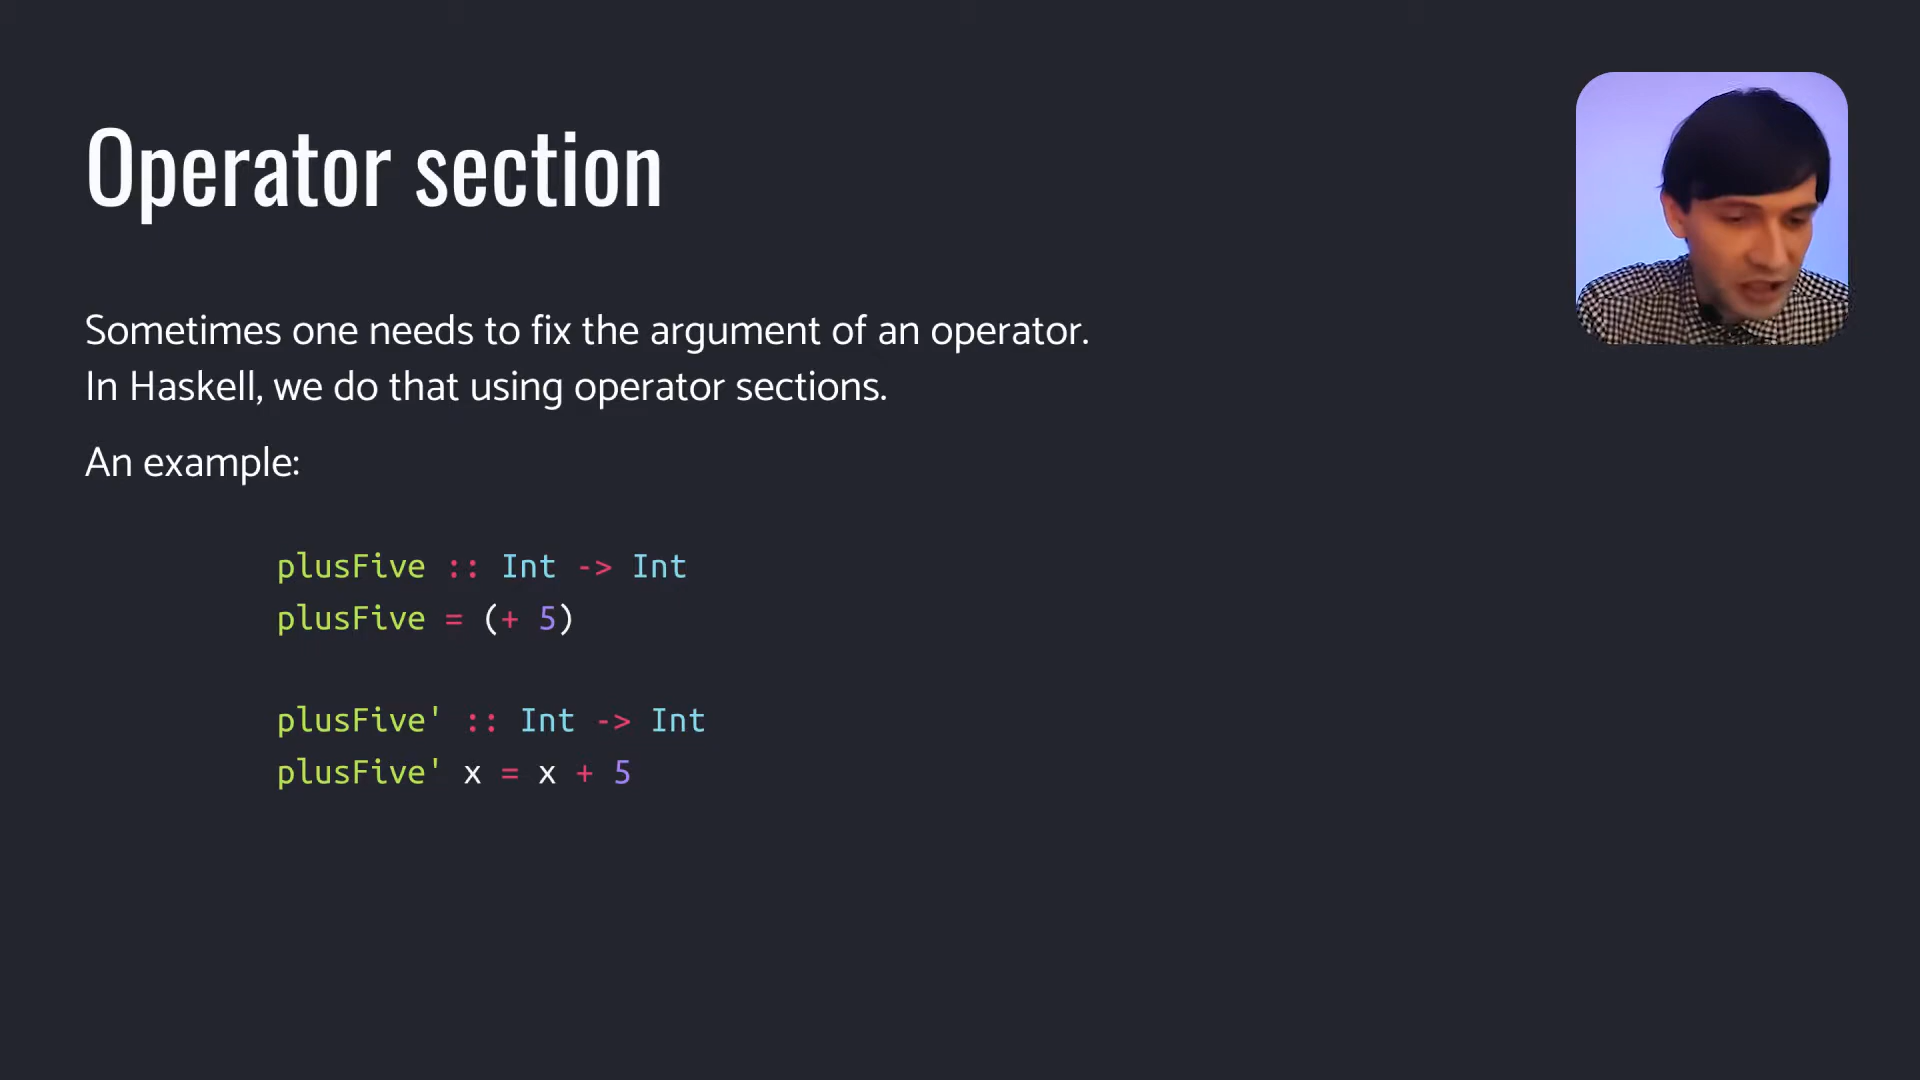 Operator section
Sometimes one needs to fix the argument of an operator.
In Haskell, we do that using operator sections.
An example:
plusFive :: Int -> Int
plusFive = (+ 5)
plusFive' :: Int -> Int
plusFive' x = x + 5